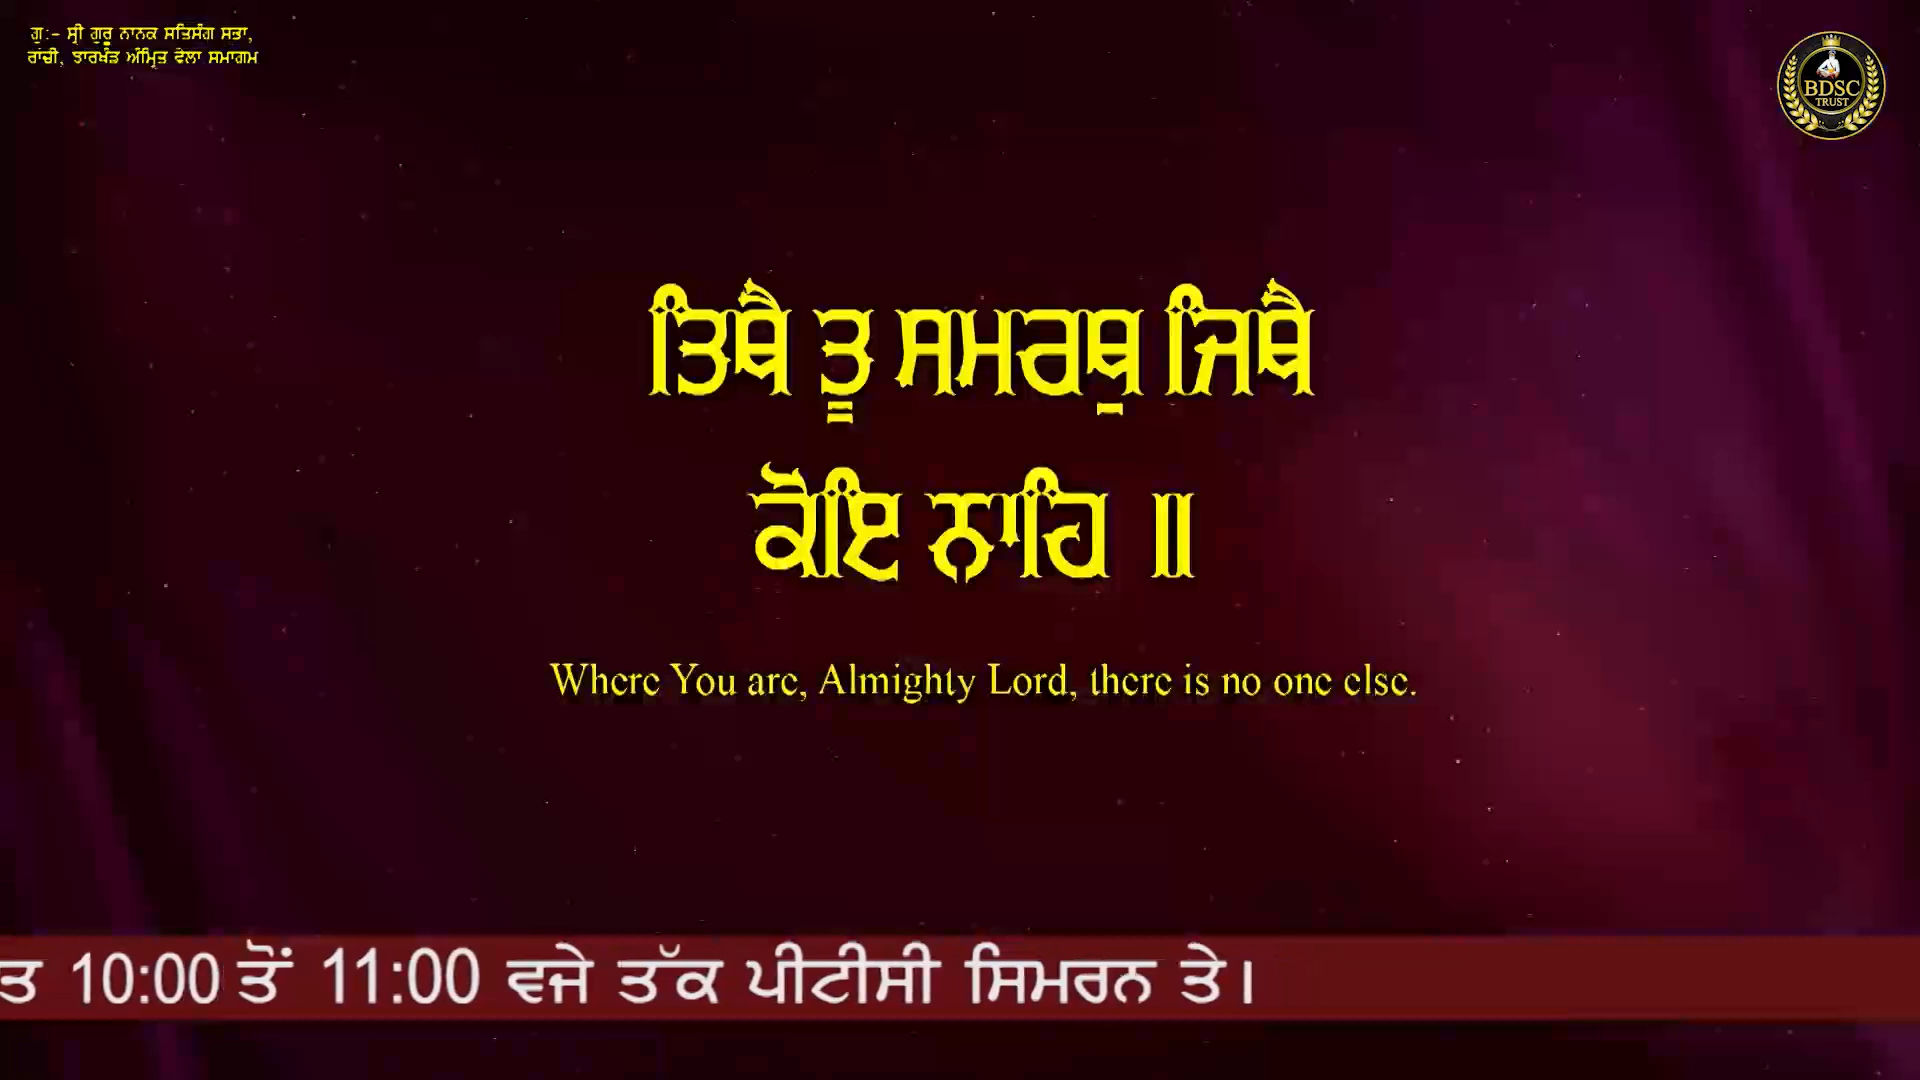 ਗੁ:- ਸ੍ਰੀ ਗੁਰੂ ਨਾਨਕ ਸਤਿਸੰਗ ਸਭਾ,
ਰਾਂਚੀ, ਝਾਰਖੰਡ ਅੰਮ੍ਰਿਤ ਵੇਲਾ ਸਮਾਗਮ
BDSC
TRUST
ਤਿਥੈ ਤੂ ਸਮਰਥੁ ਜਿਥੈ
ਕੋਇ ਨਾਹਿ ॥
Where You are, Almighty Lord, there is no one else.
ਤ 10:00 ਤੋਂ 11:00 ਵਜੇ ਤੱਕ ਪੀਟੀਸੀ ਸਿਮਰਨ ਤੇ।